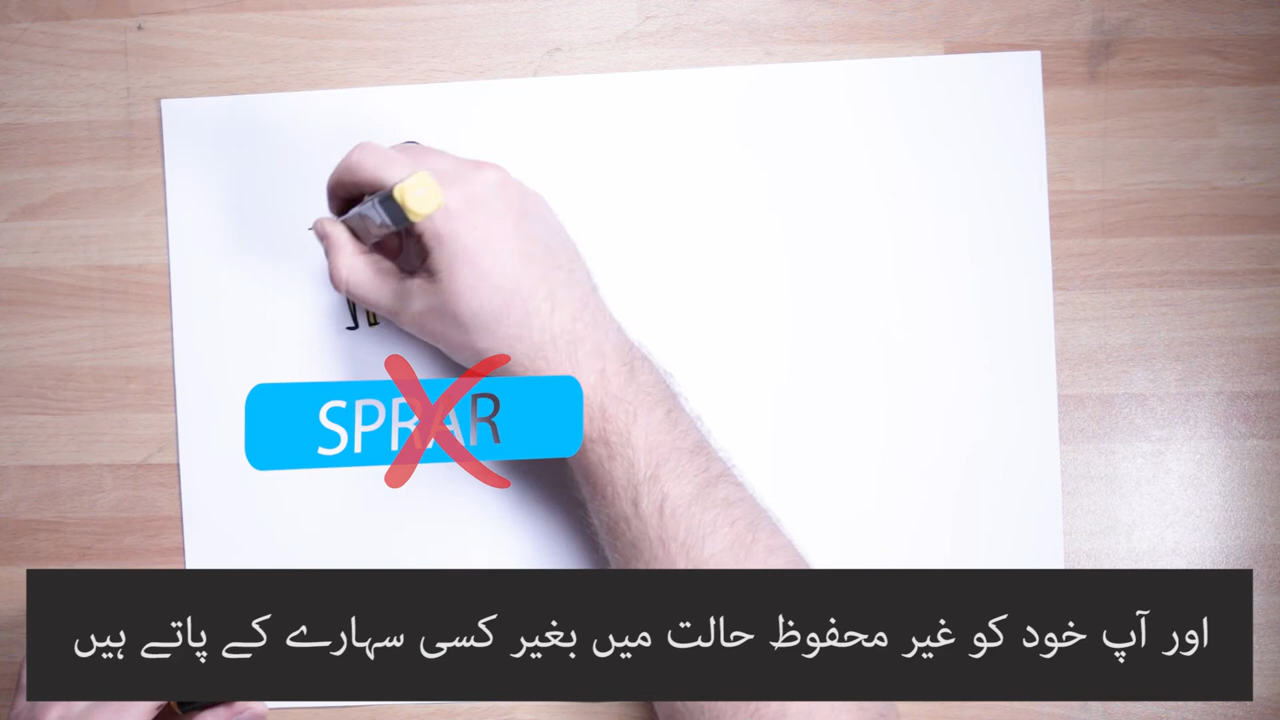 SPRAR
اور آپ خود کو غیر محفوظ حالت میں بغیر کسی سہارے کے پاتے ہیں